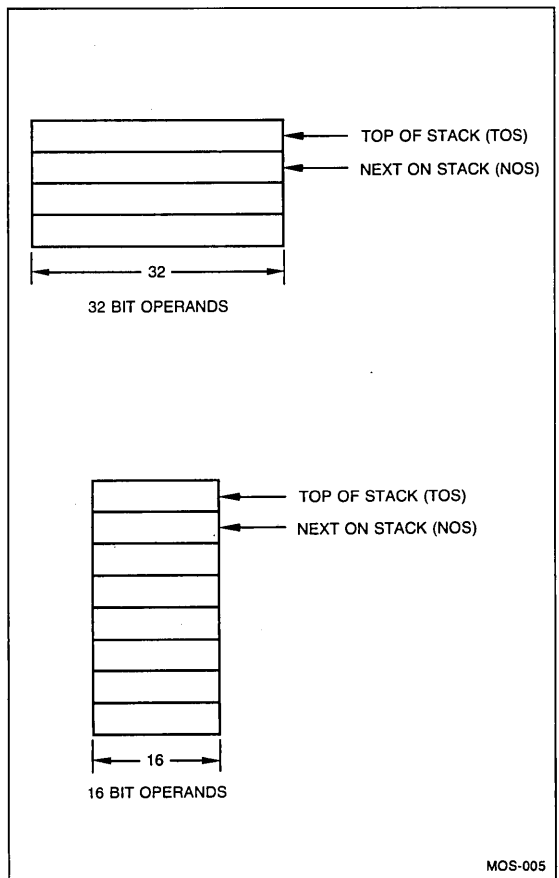 TOP OF STACK (TOS)
NEXT ON STACK (NOS)
32
32 BIT OPERANDS
TOP OF STACK (TOS)
NEXT ON STACK (NOS)
16
16 BIT OPERANDS
MOS-005